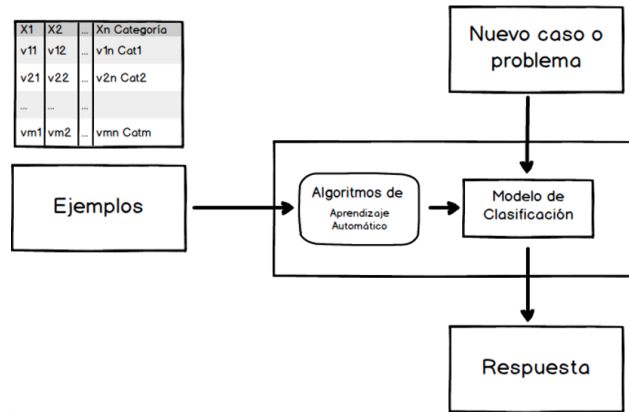 X1 X2 ... Xn Categoría
v11 v12 ... v1n Cat1
v21 v22 ... v2n Cat2
... ... ...
vm1 vm2 ... vmn Catm
Nuevo caso o
problema
Ejemplos
Algoritmos de
Aprendizaje
Automático
Modelo de
Clasificación
Respuesta